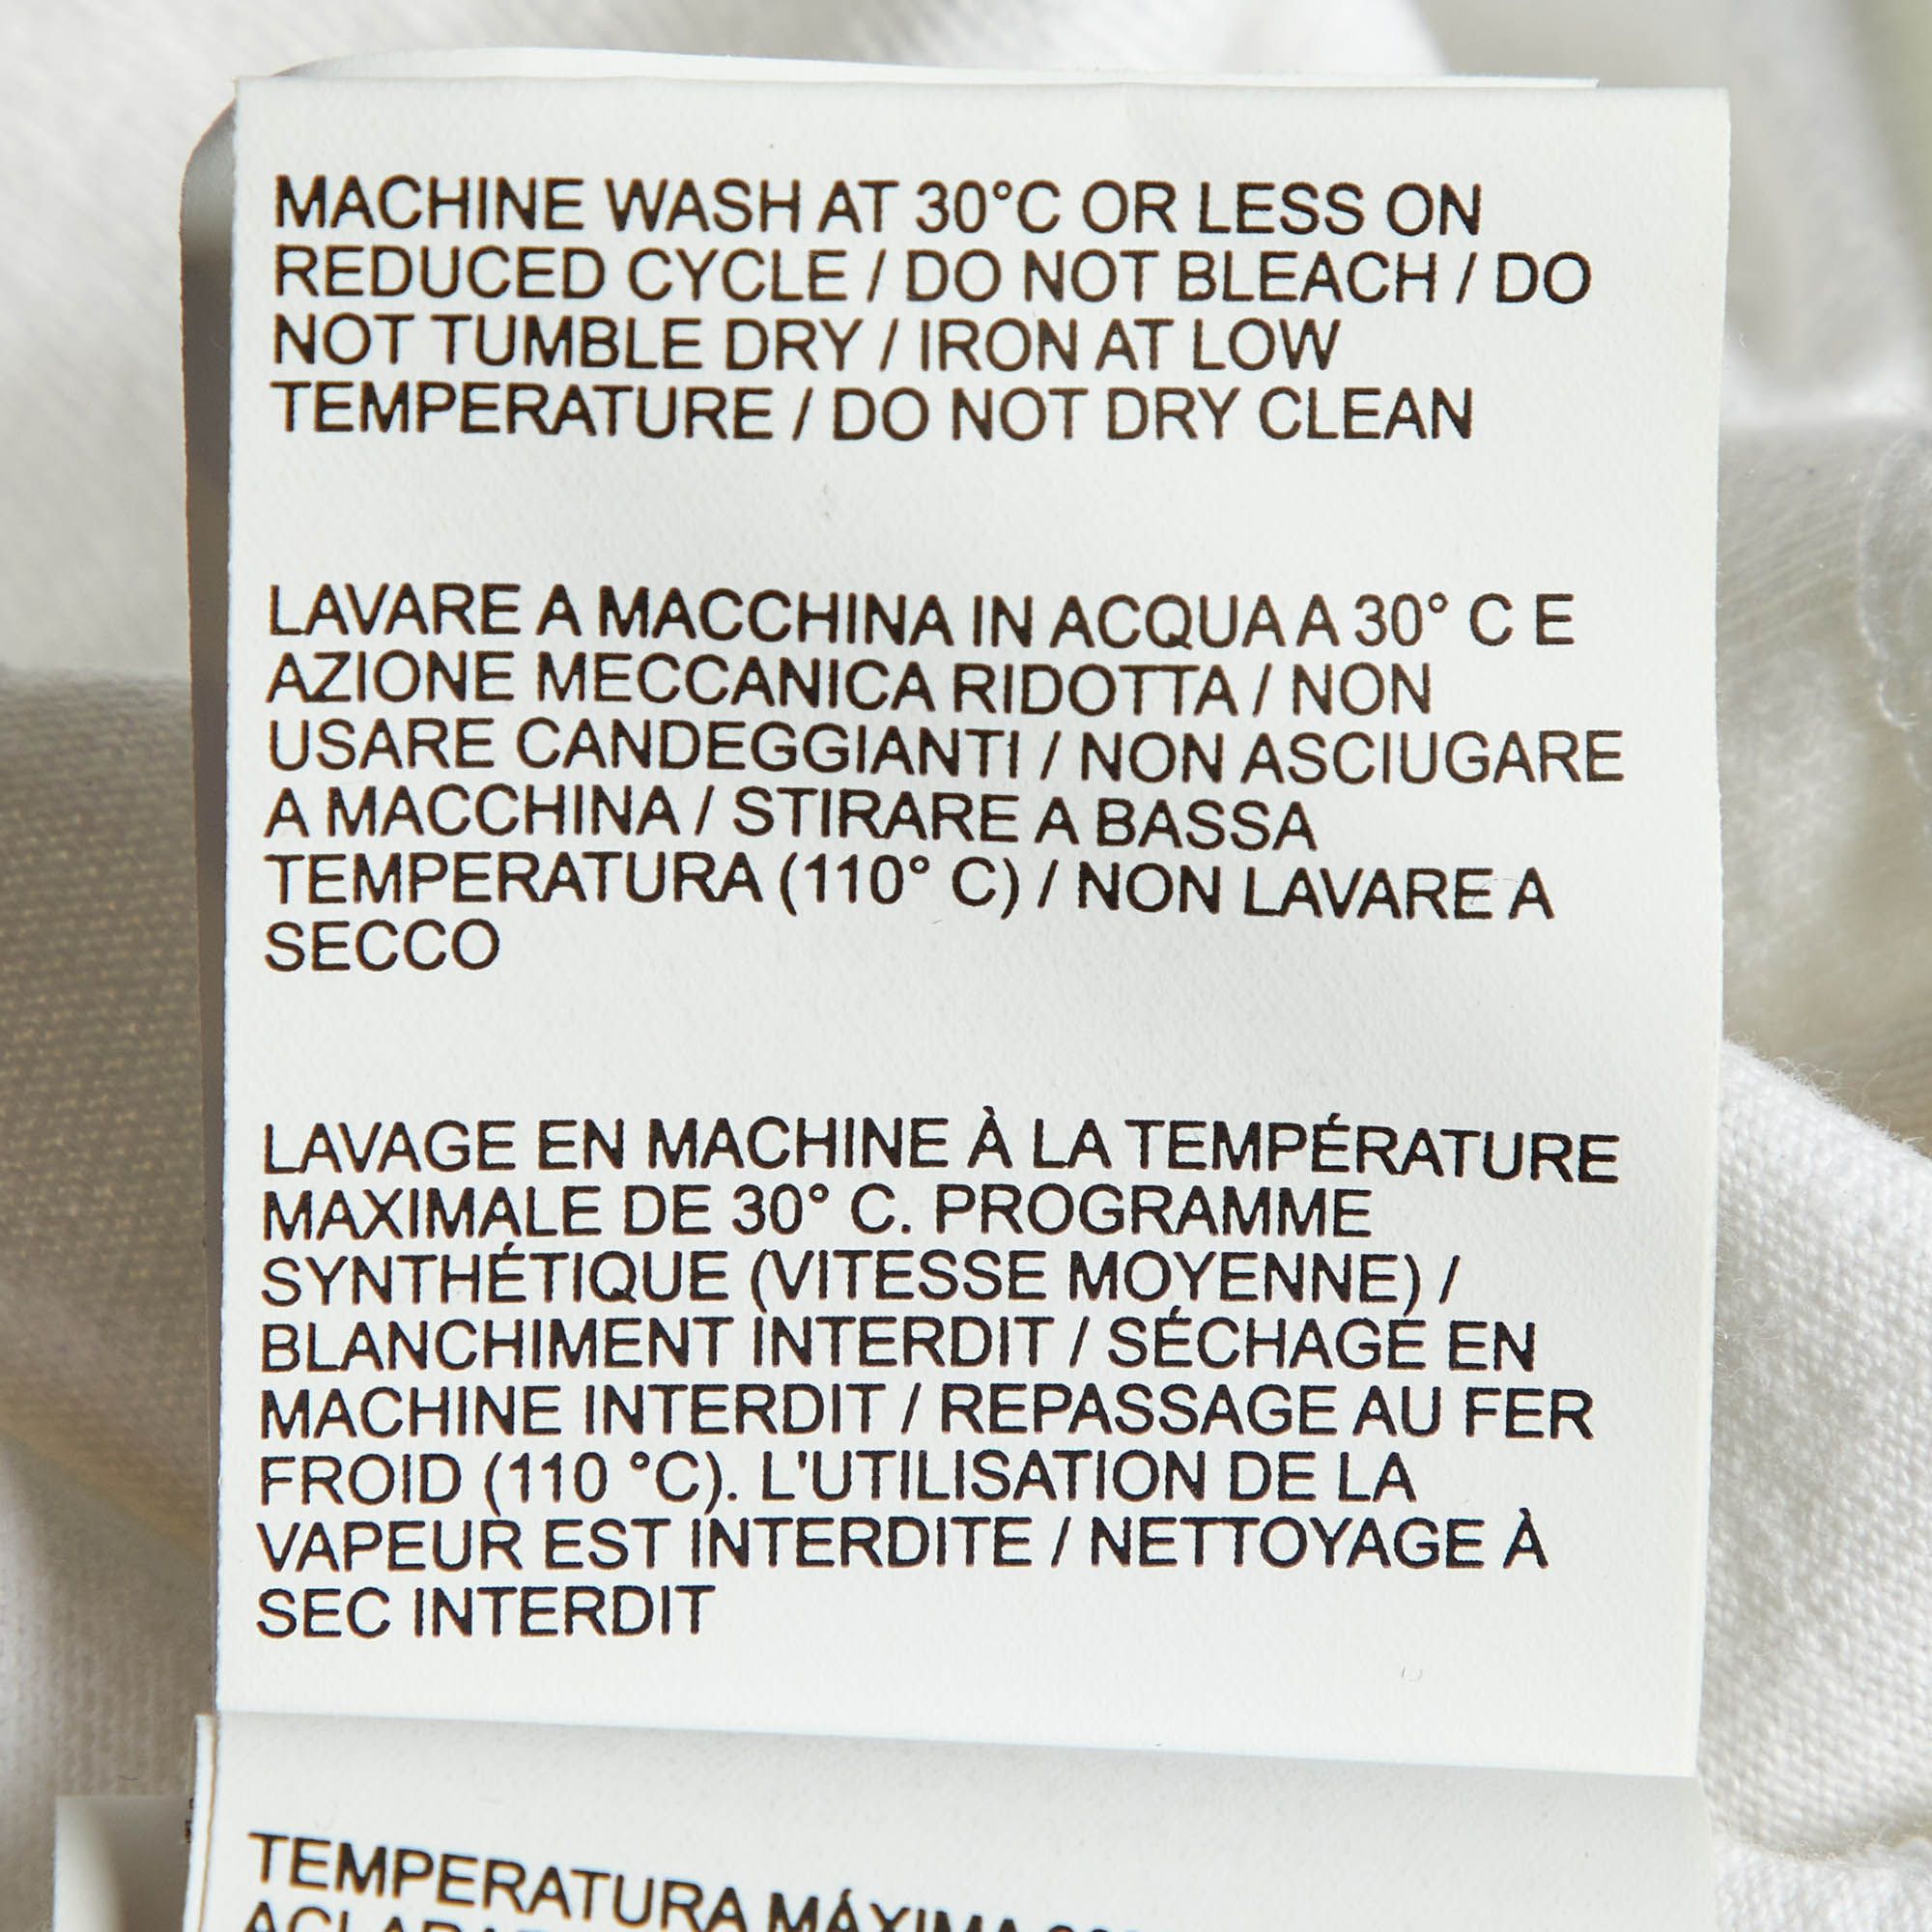 MACHINE WASH AT 30°C OR LESS ON
REDUCED CYCLE / DO NOT BLEACH / DO
NOT TUMBLE DRY / IRON AT LOW
TEMPERATURE / DO NOT DRY CLEAN
LAVARE A MACCHINA IN ACQUA A 30° C E
AZIONE MECCANICA RIDOTTA / NON
USARE CANDEGGIANTI / NON ASCIUGARE
A MACCHINA / STIRARE A BASSA
TEMPERATURA (110° C) / NON LAVARE A
SECCO
LAVAGE EN MACHINE À LA TEMPÉRATURE
MAXIMALE DE 30° C. PROGRAMME
SYNTHÉTIQUE (VITESSE MOYENNE) /
BLANCHIMENT INTERDIT / SÉCHAGE EN
MACHINE INTERDIT / REPASSAGE AU FER
FROID (110 °C). L'UTILISATION DE LA
VAPEUR EST INTERDITE / NETTOYAGE À
SEC INTERDIT
TEMPERATURA MÁXIMA